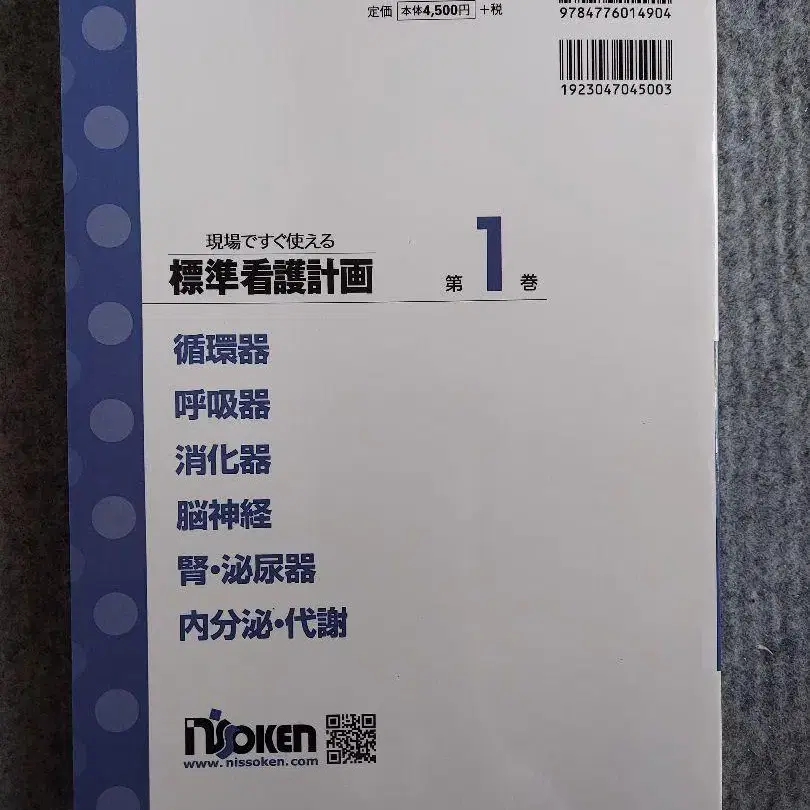 定価 本体4,500円 +税
9784776014904
1923047045003
現場ですぐ使える
標準看護計画 第1巻
循環器
呼吸器
消化器
脳神経
腎・泌尿器
内分泌・代謝
nissoken
www.nissoken.com